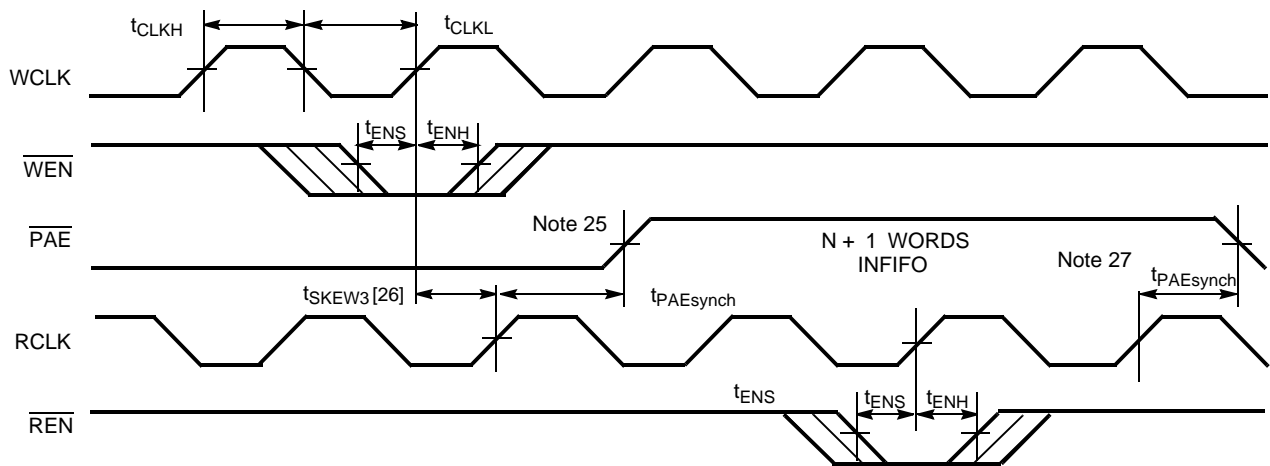 tCLKH
tCLKL
WCLK
tENS
tENH
WEN
Note 25
PAE
N + 1 WORDS
INFIFO
Note 27
tPAEsynch
tSKEW3 [26]
tPAEsynch
RCLK
tENS
tENS
tENH
REN